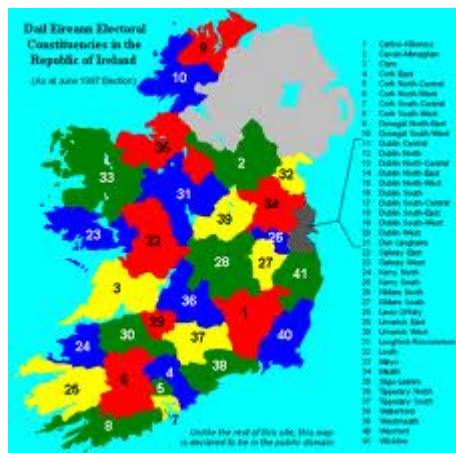 Dail Eireann Electoral
Constituencies in the
Republic of Ireland
(As at June 1997 Election)
9
10
35
2
33
32
31
34
39
23
22
26
28
27
41
3
36
1
29
24
30
37
40
25
6
4
38
5
8
7
1 Carlow-Kilkenny
2 Cavan-Monaghan
3 Clare
4 Cork East
5 Cork North-Central
6 Cork North-West
7 Cork South-Central
8 Cork South-West
9 Donegal North-East
10 Donegal South-West
11 Dublin Central
12 Dublin North
13 Dublin North-Central
14 Dublin North-East
15 Dublin North-West
16 Dublin South
17 Dublin South-Central
18 Dublin South-East
19 Dublin South-West
20 Dublin West
21 Dun Laoghaire
22 Galway East
23 Galway West
24 Kerry North
25 Kerry South
26 Kildare North
27 Kildare South
28 Laois-Offaly
29 Limerick East
30 Limerick West
31 Longford-Roscommon
32 Louth
33 Mayo
34 Meath
35 Sligo-Leitrim
36 Tipperary North
37 Tipperary South
38 Waterford
39 Westmeath
40 Wexford
41 Wicklow
Unlike the rest of this site, this map
is declared to be in the public domain